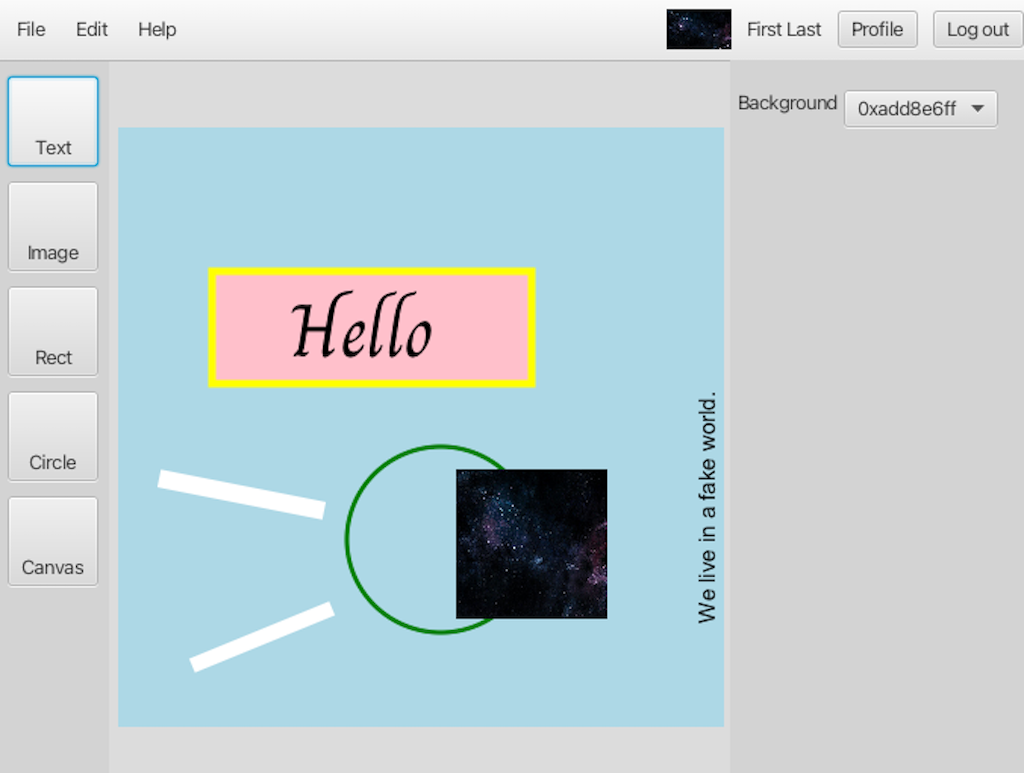 File Edit Help First Last Profile Log out
Text
Image
Rect
Circle
Canvas
Background 0xadd8e6ff
Hello
We live in a fake world.